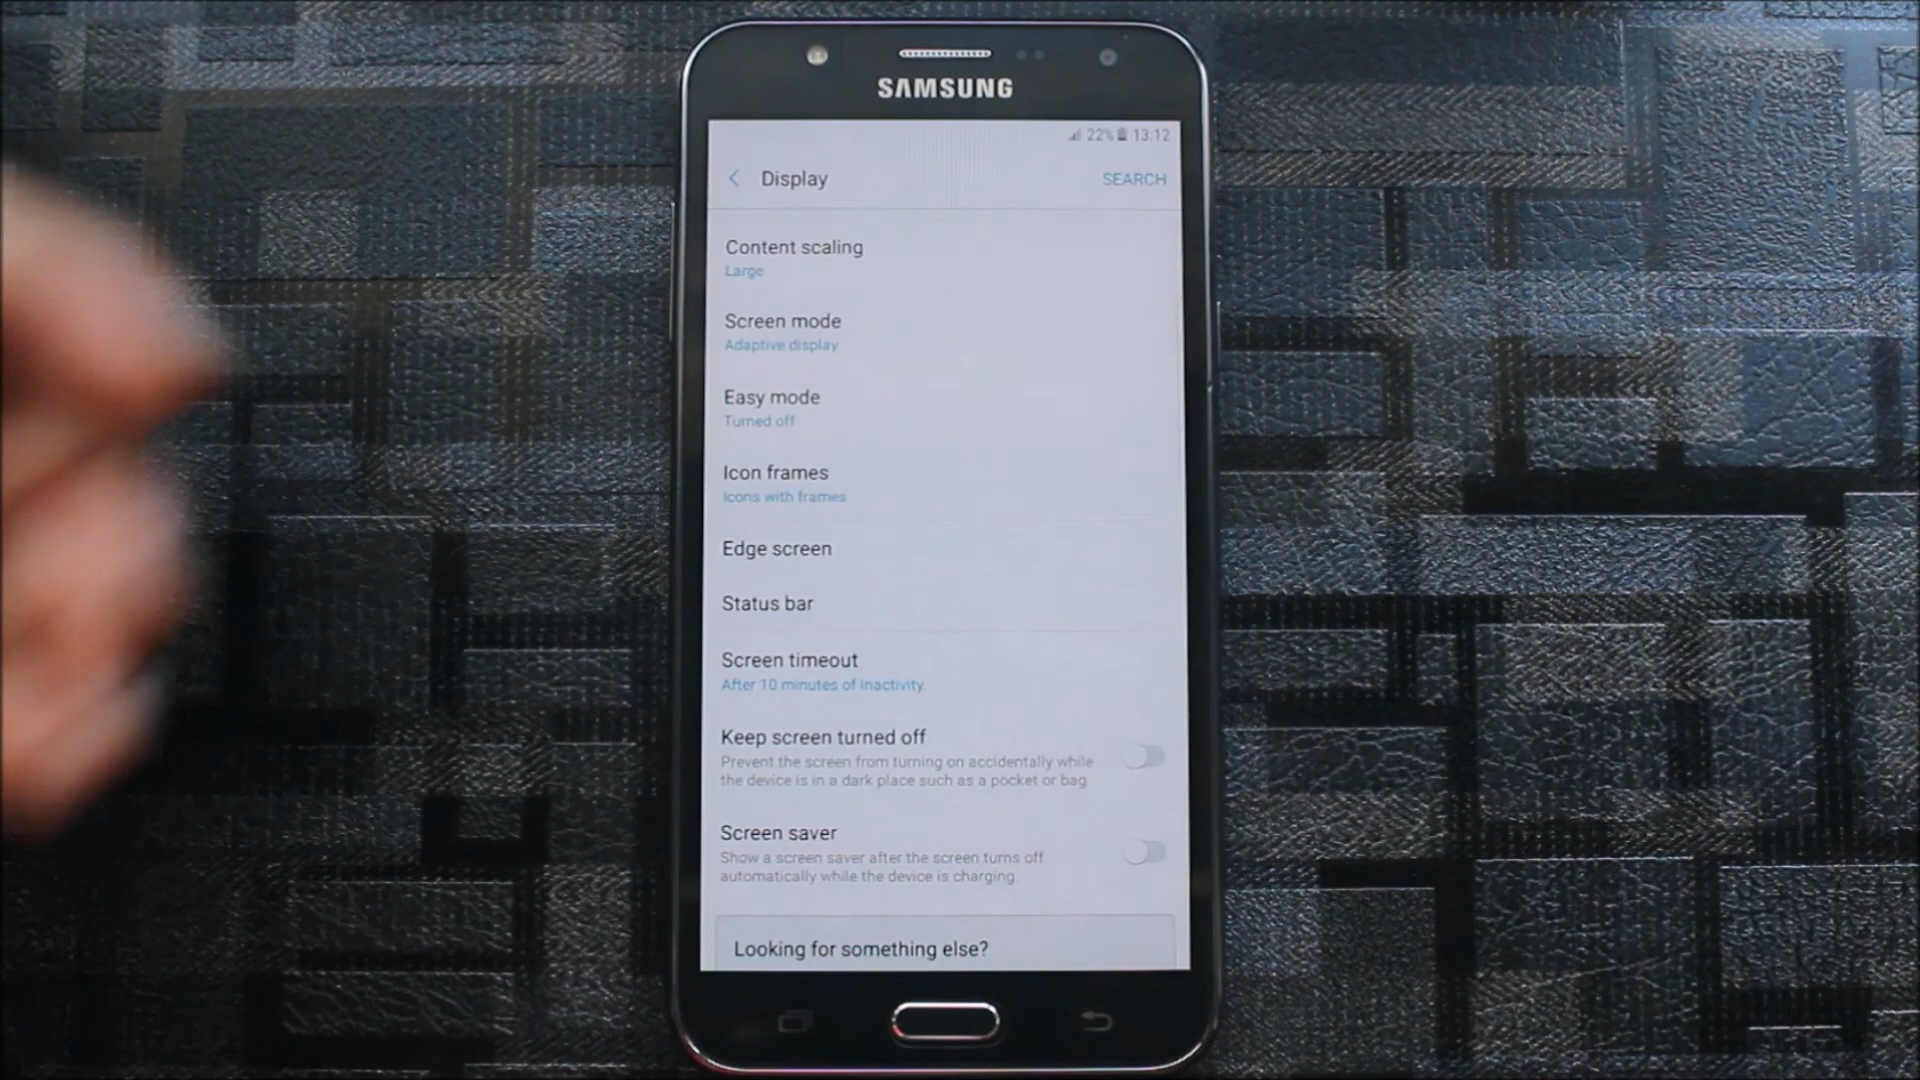 SAMSUNG
22% 13:12
Display
SEARCH
Content scaling
Large
Screen mode
Adaptive display
Easy mode
Turned off
Icon frames
Icons with frames
Edge screen
Status bar
Screen timeout
After 10 minutes of inactivity.
Keep screen turned off
Prevent the screen from turning on accidentally while
the device is in a dark place such as a pocket or bag.
Screen saver
Show a screen saver after the screen turns off
automatically while the device is charging.
Looking for something else?